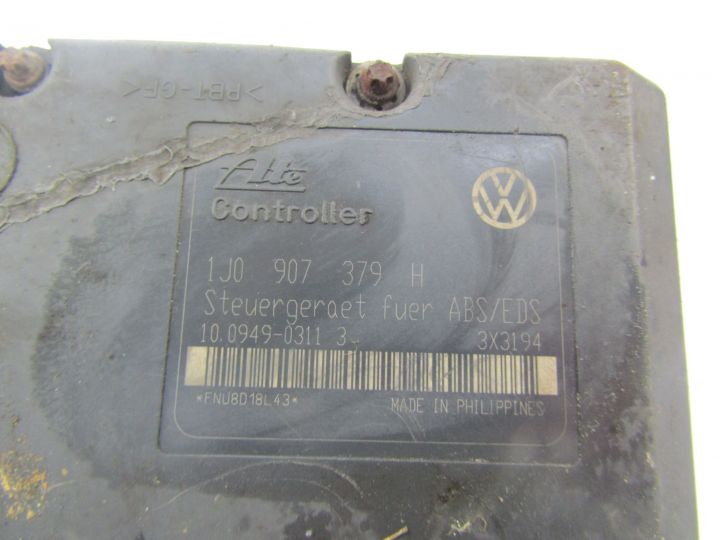 >PBT-GF<
Ate
Controller
1J0 907 379 H
Steuergeraet fuer ABS/EDS
10.0949-0311 3
3X3194
*FNU8D18L43*
MADE IN PHILIPPINES